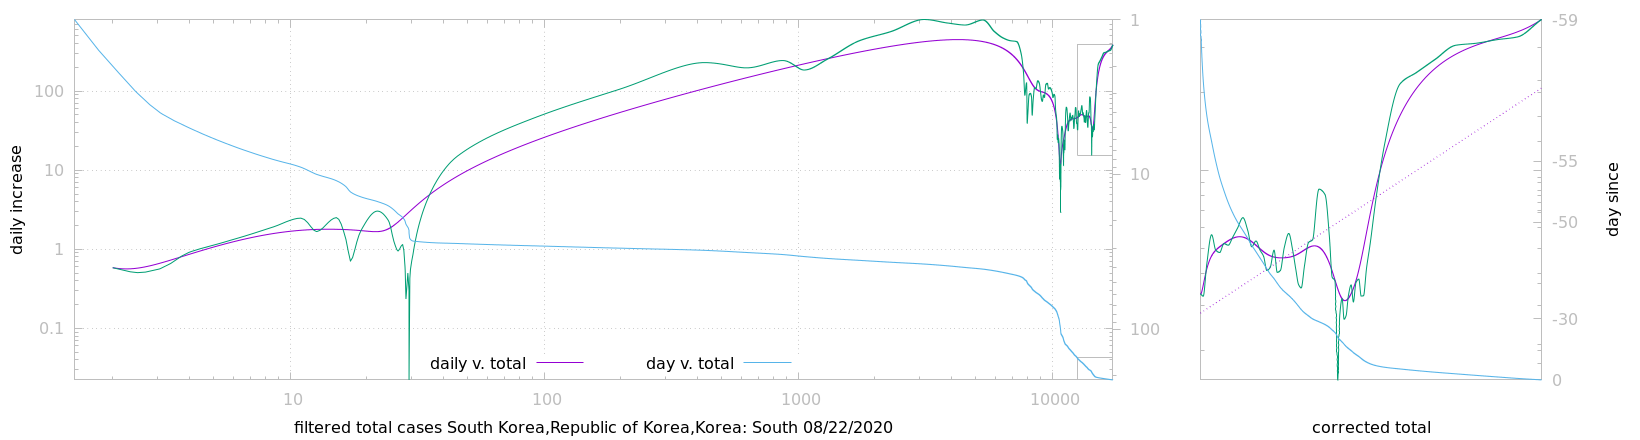 daily increase
100
10
1
0.1
10
100
1000
10000
1
10
100
daily v. total
day v. total
filtered total cases South Korea,Republic of Korea,Korea: South 08/22/2020
-59
-55
-50
-30
0
day since
corrected total